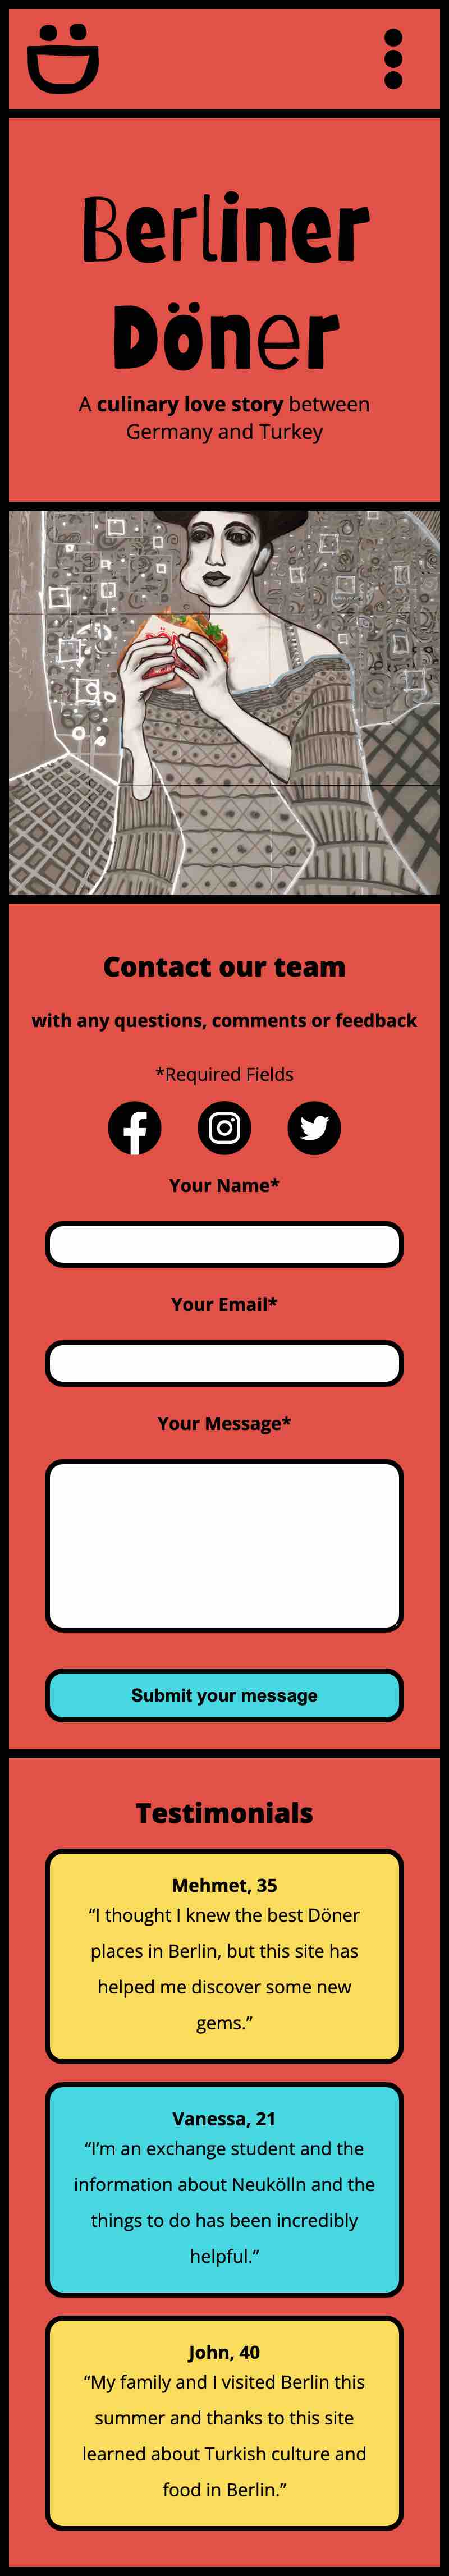 Berliner
Döner
A culinary love story between
Germany and Turkey
Contact our team
with any questions, comments or feedback
*Required Fields
Your Name*
Your Email*
Your Message*
Submit your message
Testimonials
Mehmet, 35
“I thought I knew the best Döner
places in Berlin, but this site has
helped me discover some new
gems.”
Vanessa, 21
“I’m an exchange student and the
information about Neukölln and the
things to do has been incredibly
helpful.”
John, 40
“My family and I visited Berlin this
summer and thanks to this site
learned about Turkish culture and
food in Berlin.”